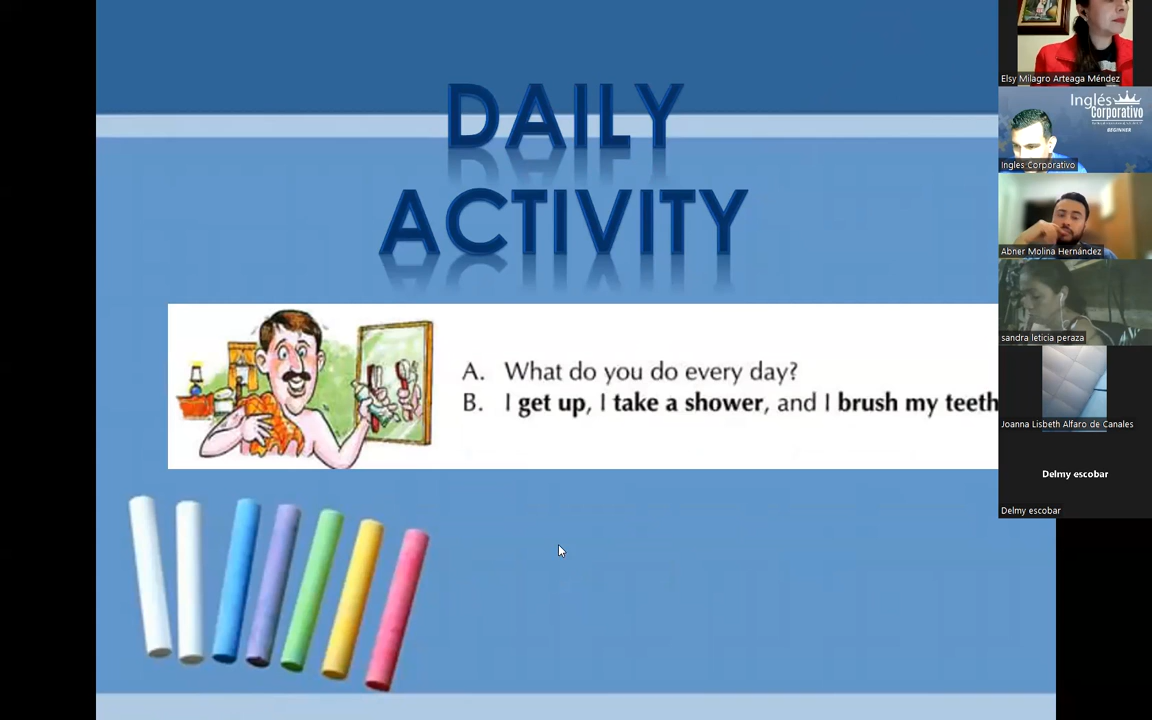 DAILY
ACTIVITY
A. What do you do every day?
B. I get up, I take a shower, and I brush my teeth
Elsy Milagro Arteaga Méndez
Inglés
Corporativo
BEGINNER
Ingles Corporativo
Abner Molina Hernández
sandra leticia peraza
Joanna Lisbeth Alfaro de Canales
Delmy escobar
Delmy escobar